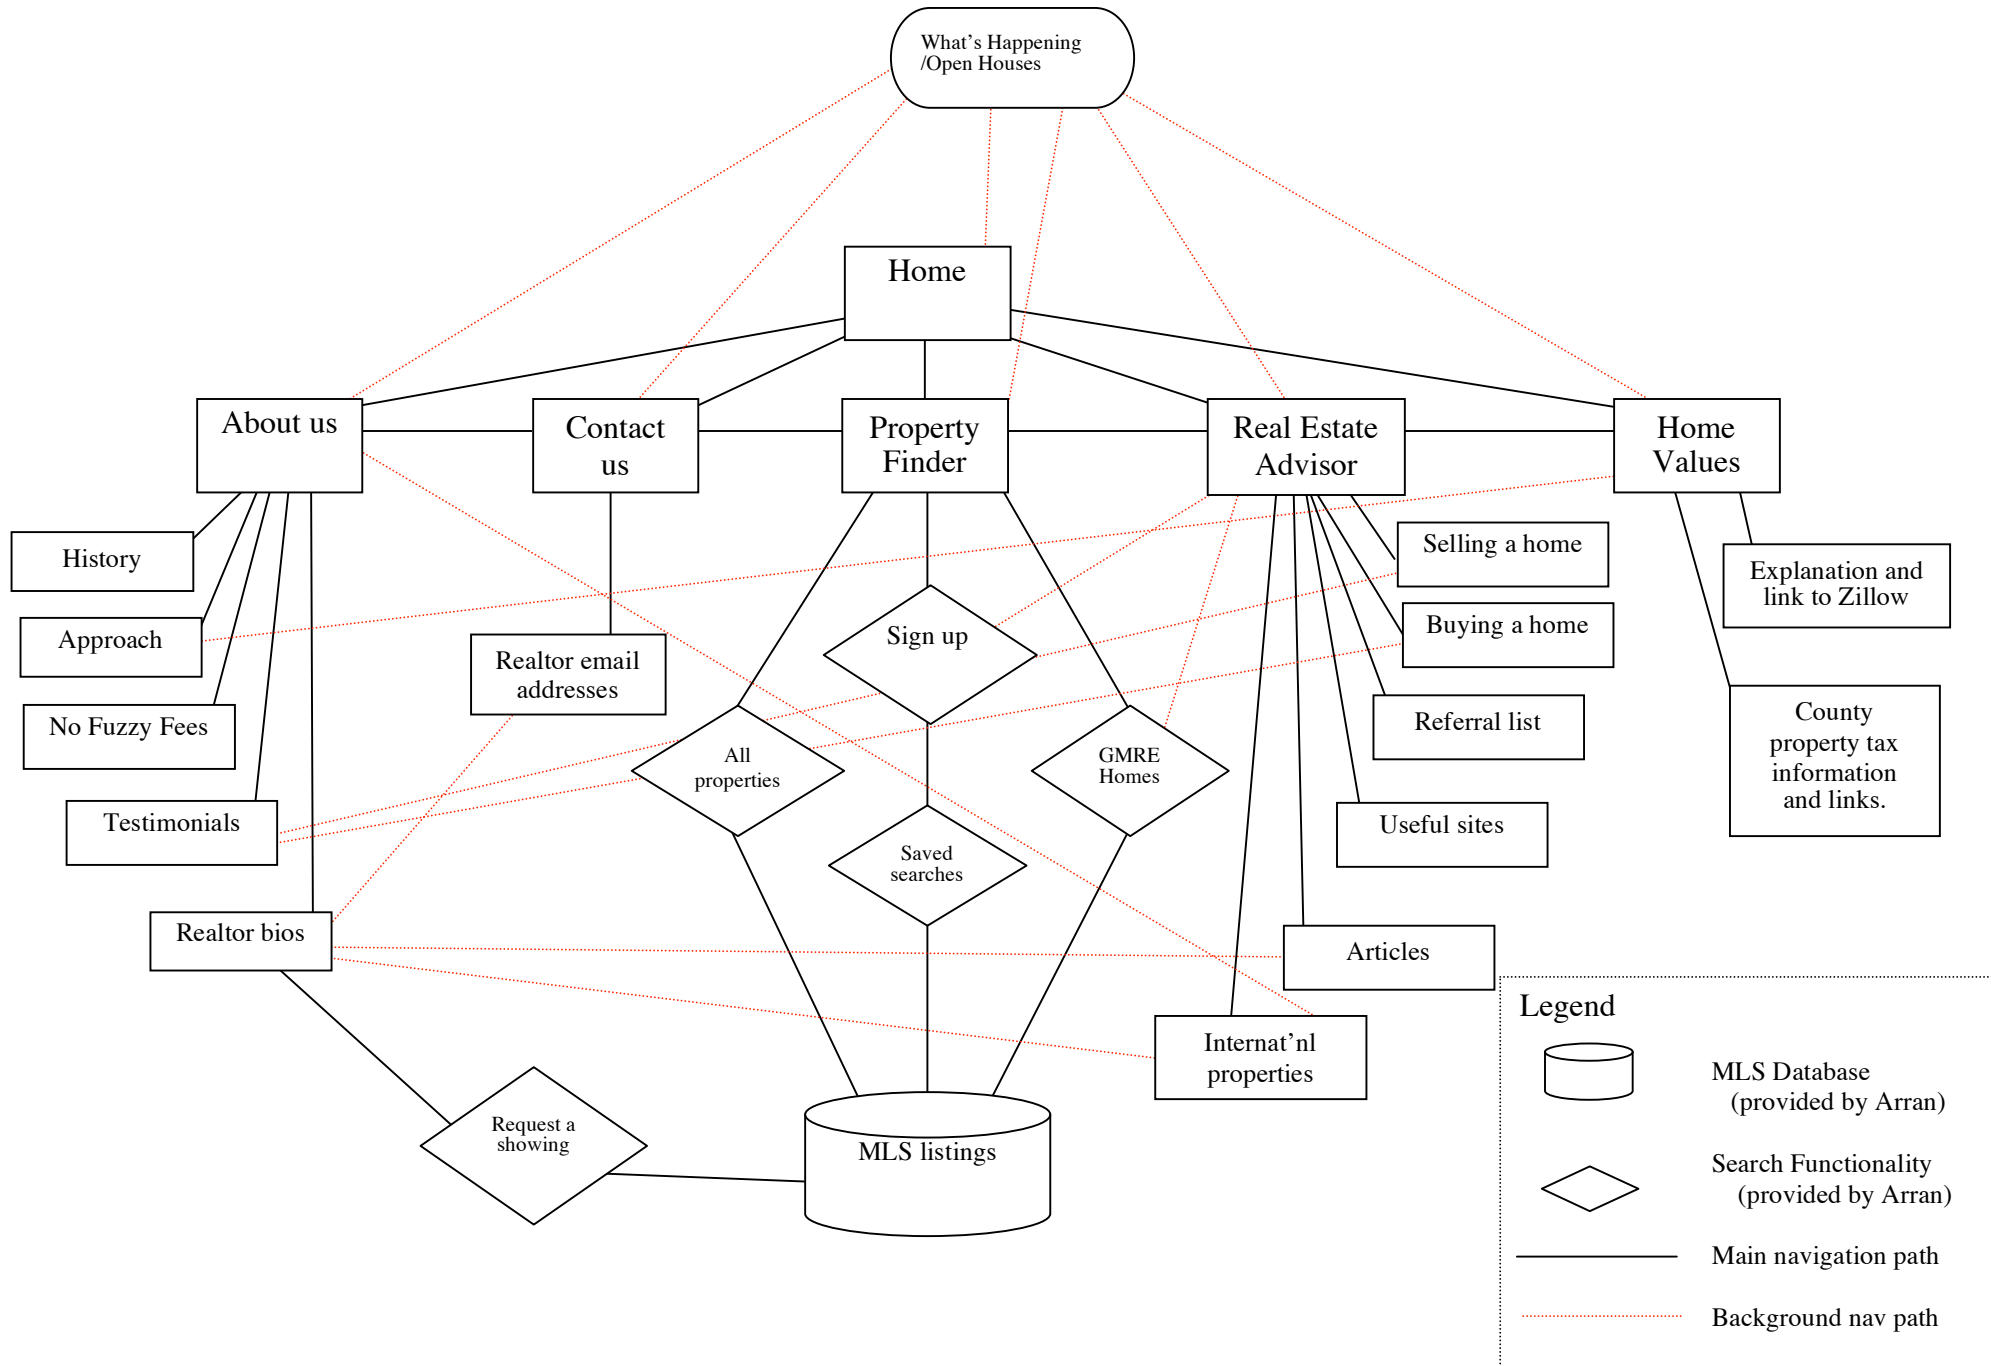 What’s Happening
/Open Houses
Home
About us
Contact
us
Property
Finder
Real Estate
Advisor
Home
Values
History
Approach
No Fuzzy Fees
Testimonials
Realtor bios
Realtor email
addresses
Sign up
All
properties
GMRE
Homes
Saved
searches
Selling a home
Buying a home
Referral list
Useful sites
Articles
Internat’nl
properties
Explanation and
link to Zillow
County
property tax
information
and links.
Request a
showing
MLS listings
Legend
MLS Database
(provided by Arran)
Search Functionality
(provided by Arran)
Main navigation path
Background nav path